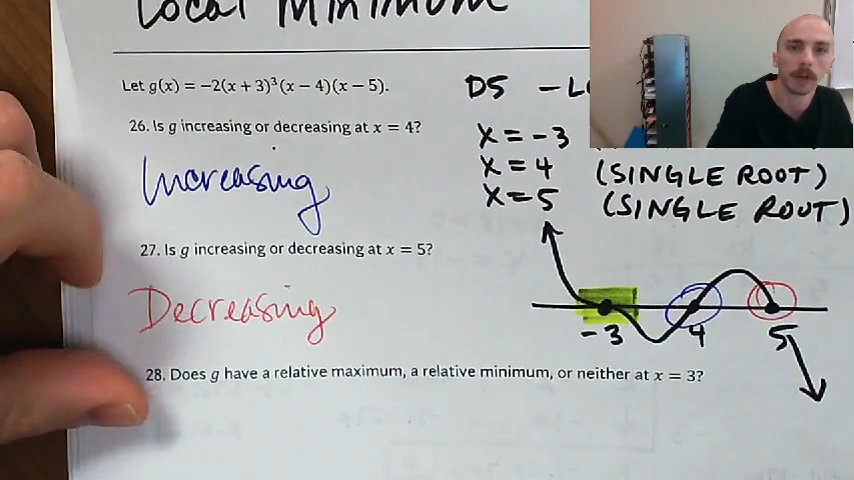 Local Minimum
Let g(x) = −2(x + 3)³(x − 4)(x − 5).
D5
26. Is g increasing or decreasing at x = 4?
X = -3
X = 4 (SINGLE ROOT)
Increasing
X = 5 (SINGLE ROOT)
27. Is g increasing or decreasing at x = 5?
Decreasing
-3 4 5
28. Does g have a relative maximum, a relative minimum, or neither at x = 3?